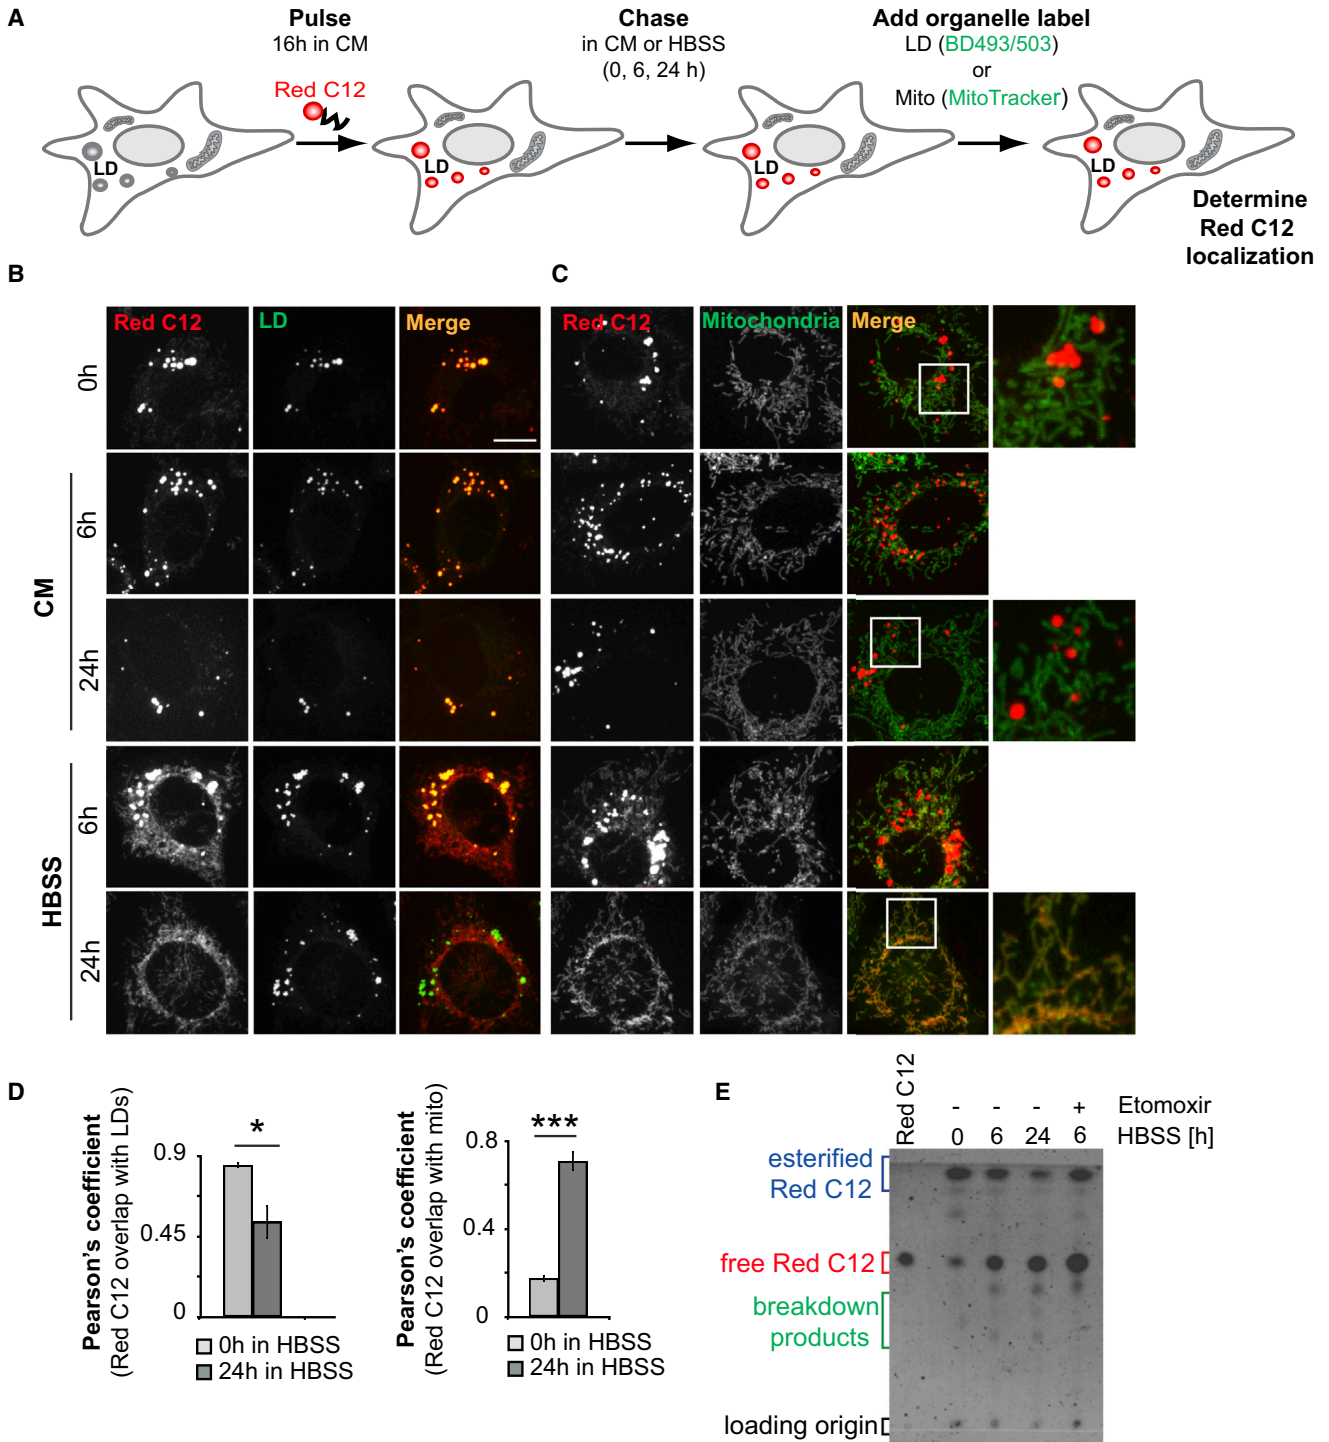 A
Pulse
16h in CM
Red C12
Chase
in CM or HBSS
(0, 6, 24 h)
Add organelle label
LD (BD493/503)
or
Mito (MitoTracker)
LD
LD
LD
LD
Determine
Red C12
localization
B
Red C12
LD
Merge
C
Red C12
Mitochondria
Merge
0h
CM
6h
24h
HBSS
6h
24h
D
Pearson's coefficient
(Red C12 overlap with LDs)
0.9
0.45
0
*
0h in HBSS
24h in HBSS
Pearson's coefficient
(Red C12 overlap with mito)
0.8
0.4
0
***
0h in HBSS
24h in HBSS
E
Red C12
- - - + Etomoxir
0 6 24 6 HBSS [h]
esterified
Red C12
free Red C12
breakdown
products
loading origin